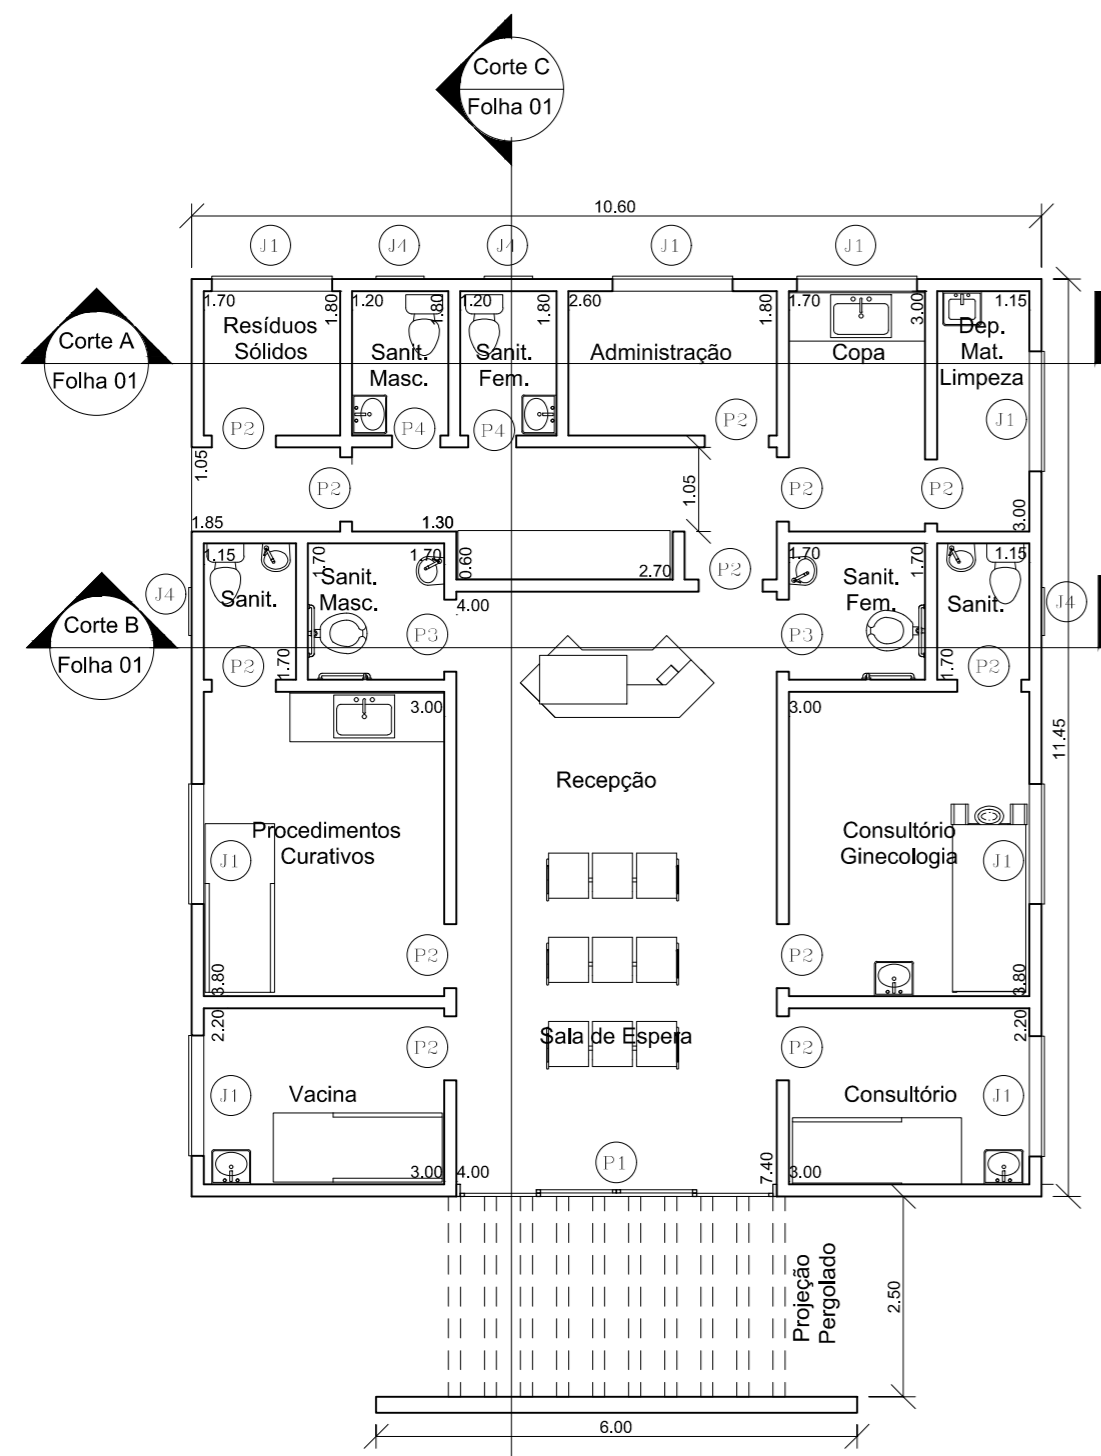 Corte C
Folha 01
10.60
J1
J4
J4
J1
J1
1.70
1.80
1.20
1.80
1.20
1.80
2.60
1.80
1.70
3.00
1.15
Resíduos
Sólidos
Sanit.
Masc.
Sanit.
Fem.
Administração
Copa
Dep.
Mat.
Limpeza
Corte A
Folha 01
P2
P4
P4
P2
J1
1.05
P2
1.05
P2
P2
3.00
1.85
1.30
1.15
1.70
1.70
0.60
2.70
P2
1.70
1.70
1.15
Sanit.
Sanit.
Masc.
Sanit.
Fem.
Sanit.
J4
4.00
J4
Corte B
Folha 01
P3
P3
P2
1.70
1.70
P2
3.00
3.00
11.45
Recepção
Procedimentos
Curativos
Consultório
Ginecologia
J1
J1
P2
P2
3.80
3.80
2.20
2.20
Sala de Espera
P2
P2
J1
Vacina
Consultório
J1
3.00
4.00
P1
7.40
3.00
Projeção
Pergolado
2.50
6.00